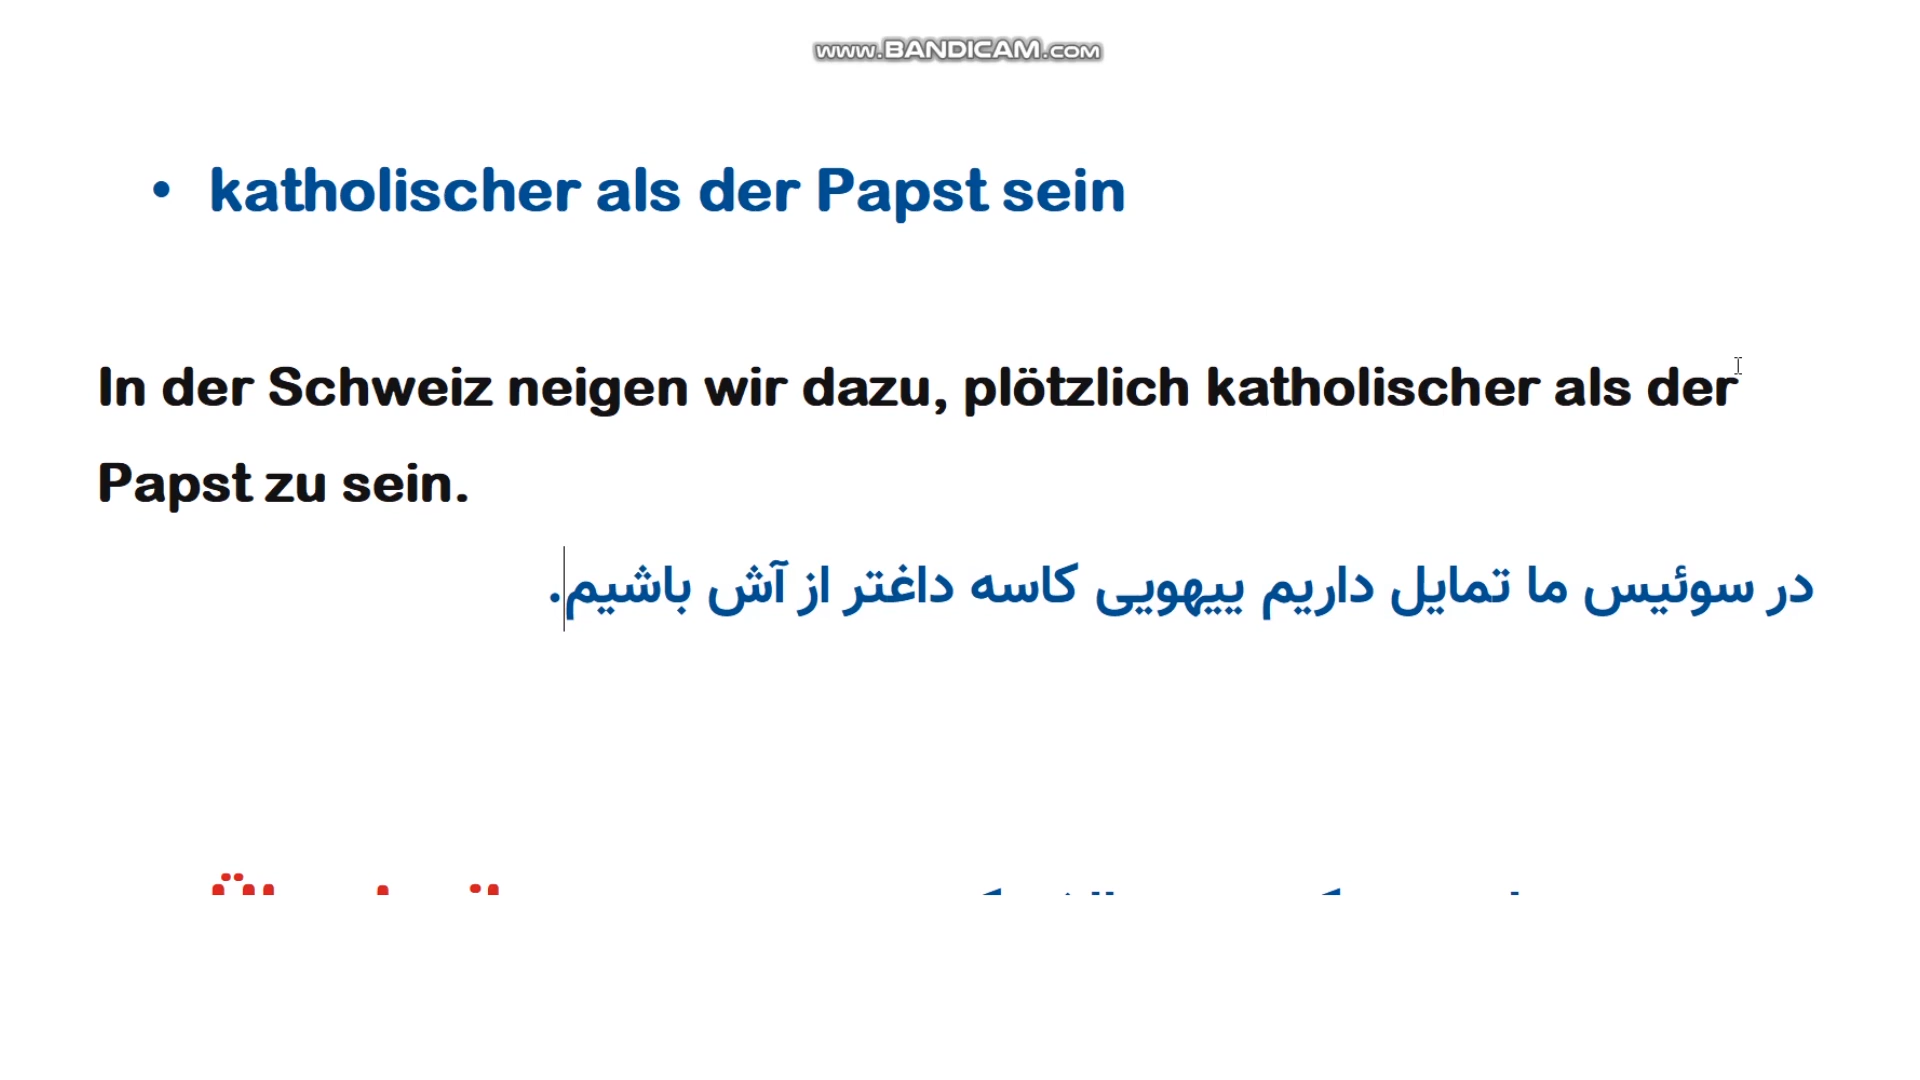 www.BANDICAM.com
• katholischer als der Papst sein
In der Schweiz neigen wir dazu, plötzlich katholischer als der
Papst zu sein.
در سوئیس ما تمایل داریم ییهویی کاسه داغتر از آش باشیم.